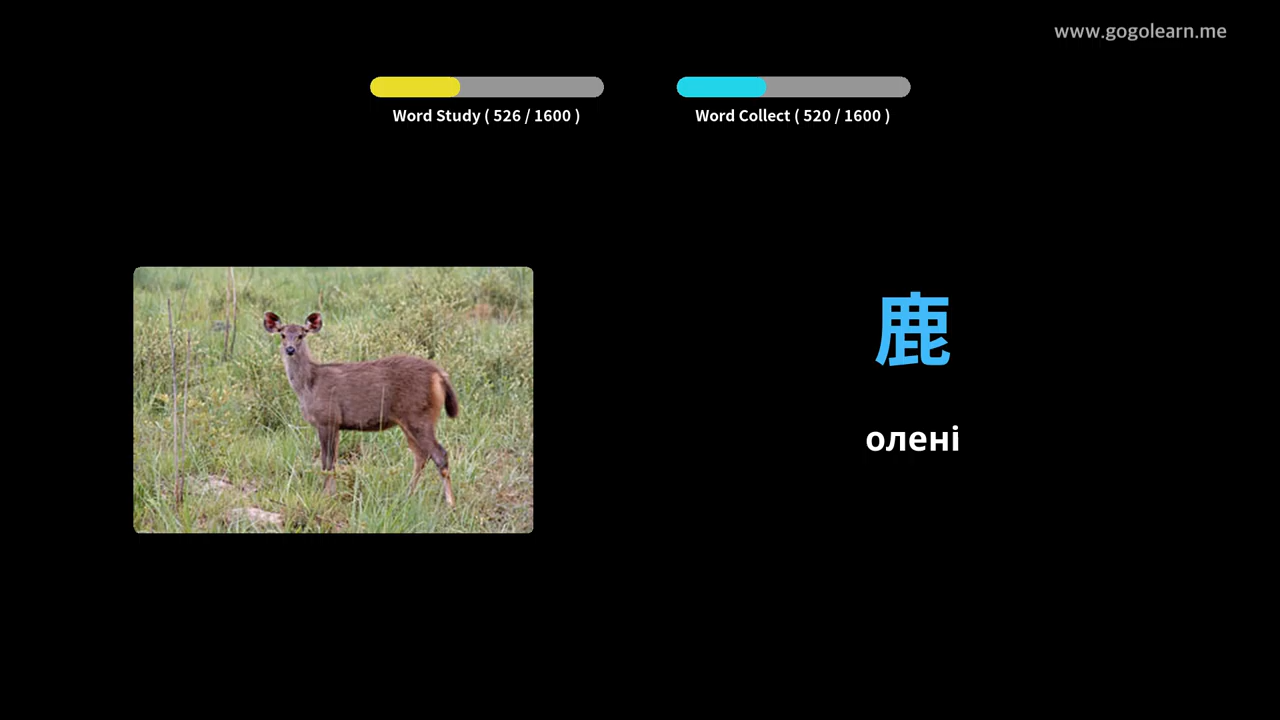 www.gogolearn.me
Word Study ( 526 / 1600 )
Word Collect ( 520 / 1600 )
鹿
олені